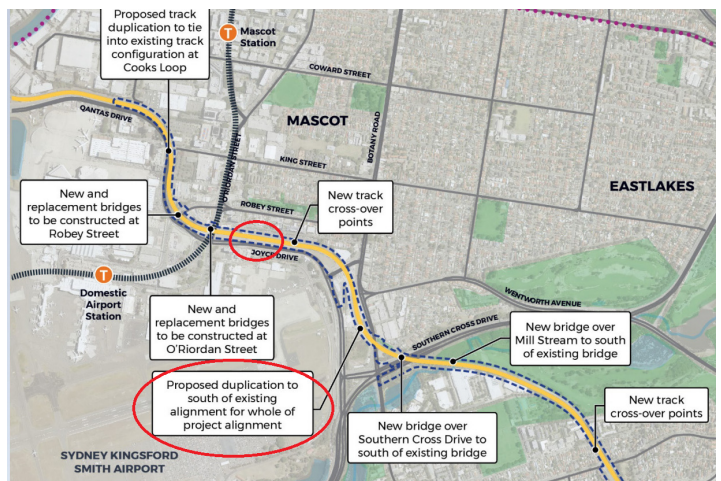 Proposed track
duplication to tie
into existing track
configuration at
Cooks Loop
T
Mascot
Station
COWARD STREET
QANTAS DRIVE
MASCOT
BOTANY ROAD
O'RIORDAN STREET
KING STREET
EASTLAKES
New and
replacement bridges
to be constructed at
Robey Street
ROBEY STREET
New track
cross-over
points
JOYCE DRIVE
T
Domestic
Airport
Station
New and
replacement bridges
to be constructed at
O'Riordan Street
WENTWORTH AVENUE
SOUTHERN CROSS DRIVE
New bridge over
Mill Stream to south
of existing bridge
Proposed duplication to
south of existing
alignment for whole of
project alignment
New bridge over
Southern Cross Drive to
south of existing bridge
New track
cross-over points
SYDNEY KINGSFORD
SMITH AIRPORT